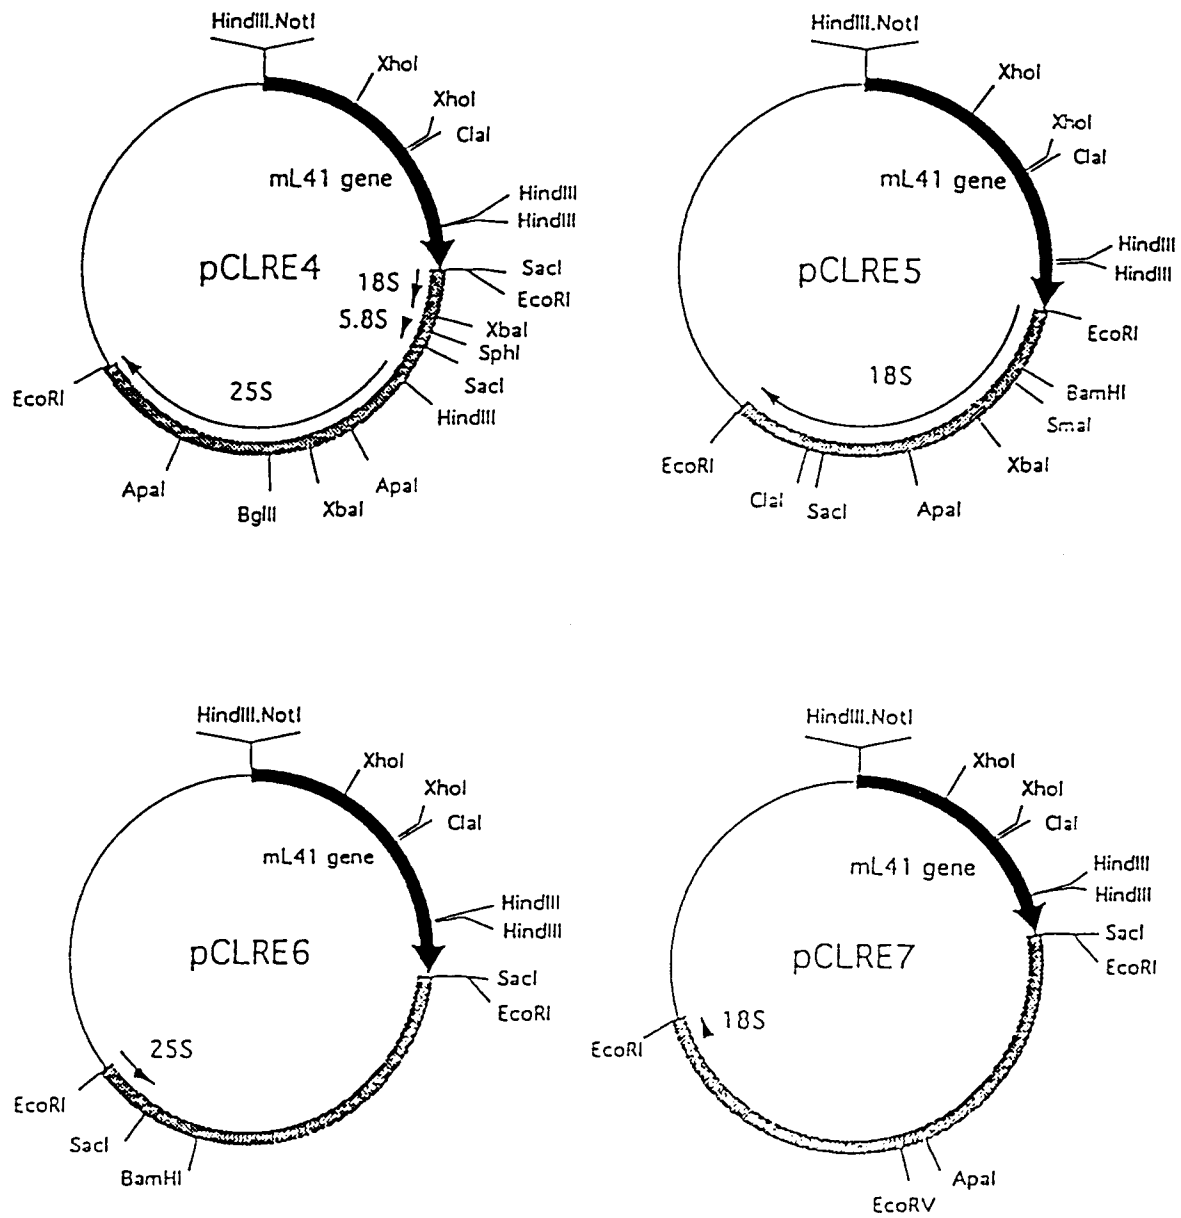 HindIII.NotI
XhoI
XhoI
ClaI
mL41 gene
HindIII
HindIII
pCLRE4
18S
SacI
EcoRI
5.8S
XbaI
SphI
SacI
HindIII
25S
EcoRI
ApaI
BglII
XbaI
ApaI
HindIII.NotI
XhoI
XhoI
ClaI
mL41 gene
HindIII
HindIII
pCLRE5
EcoRI
18S
BamHI
SmaI
XbaI
EcoRI
ClaI
SacI
ApaI
HindIII.NotI
XhoI
XhoI
ClaI
mL41 gene
HindIII
HindIII
pCLRE6
SacI
EcoRI
25S
EcoRI
SacI
BamHI
HindIII.NotI
XhoI
XhoI
ClaI
mL41 gene
HindIII
HindIII
pCLRE7
SacI
EcoRI
18S
EcoRI
ApaI
EcoRV